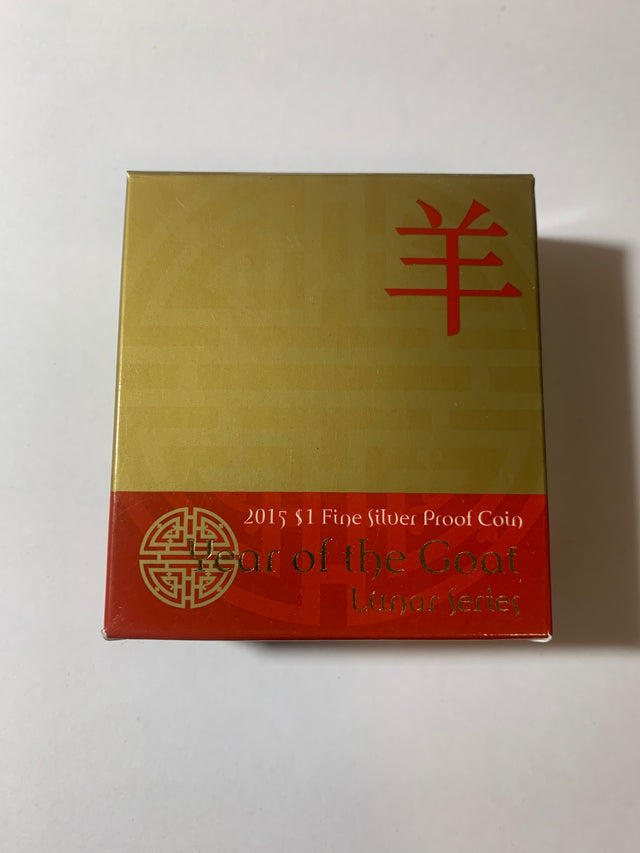 羊
2015 $1 Fine Silver Proof Coin
Year of the Goat
Lunar Series